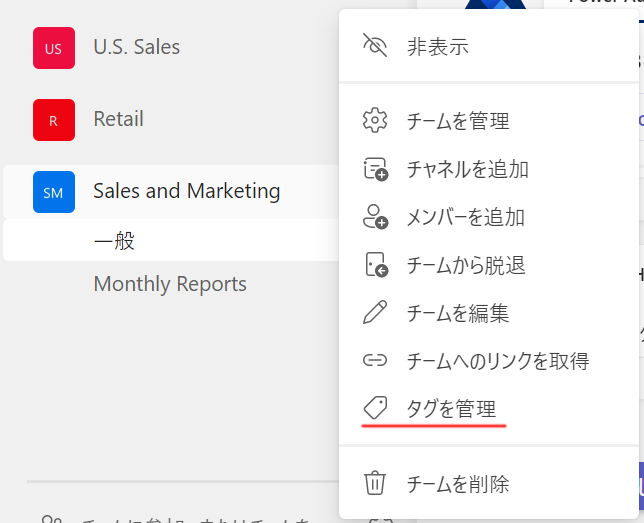 US U.S. Sales
R Retail
SM Sales and Marketing
一般
Monthly Reports
非表示
チームを管理
チャネルを追加
メンバーを追加
チームから脱退
チームを編集
チームへのリンクを取得
タグを管理
チームを削除